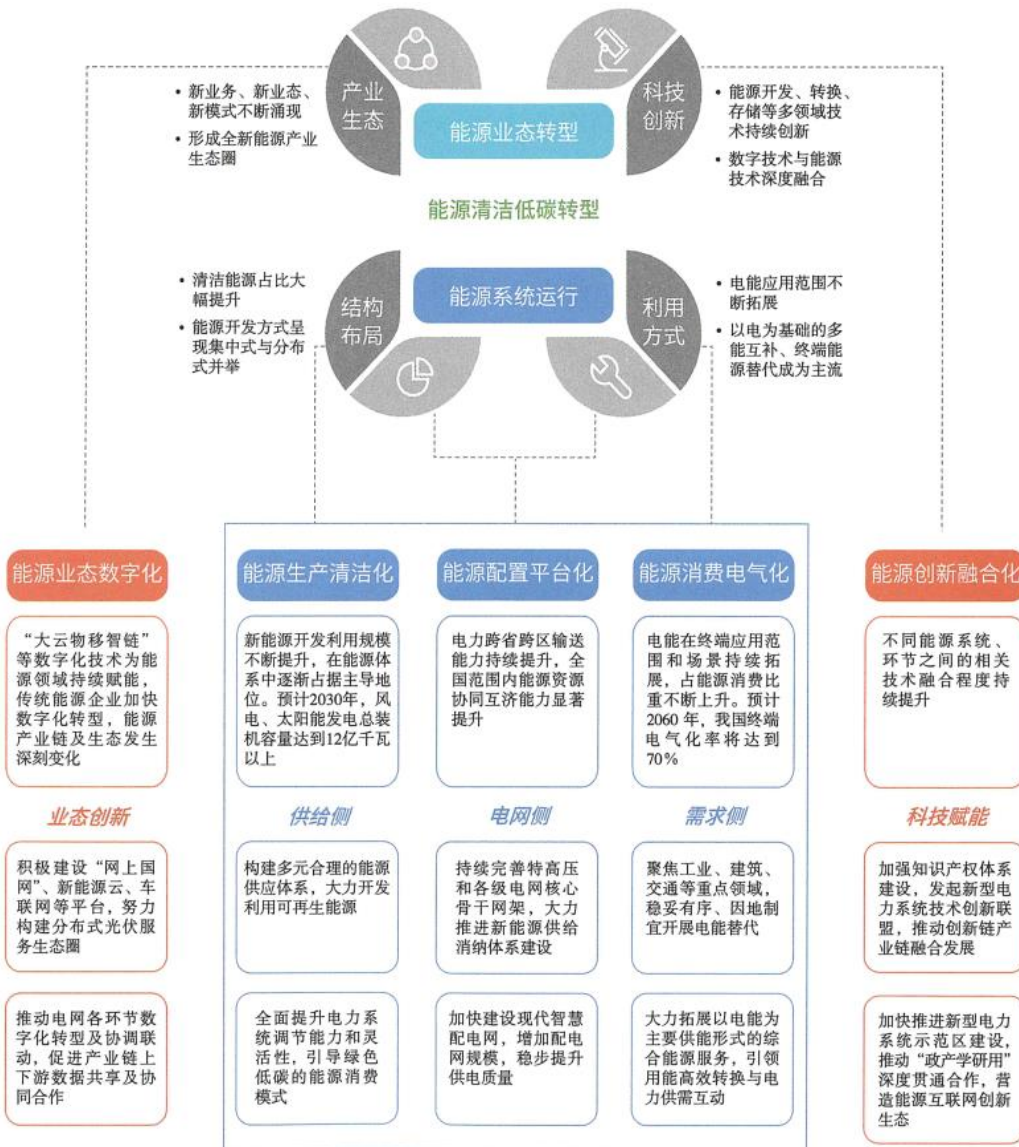 产业
生态
科技
创新
• 新业务、新业态、
新模式不断涌现
• 形成全新能源产业
生态圈
能源业态转型
• 能源开发、转换、
存储等多领域技
术持续创新
• 数字技术与能源
技术深度融合
能源清洁低碳转型
• 清洁能源占比大
幅提升
• 能源开发方式呈
现集中式与分布
式并举
结构
布局
能源系统运行
利用
方式
• 电能应用范围不
断拓展
• 以电为基础的多
能互补、终端能
源替代成为主流
能源业态数字化
“大云物移智链”
等数字化技术为能
源领域持续赋能，
传统能源企业加快
数字化转型，能源
产业链及生态发生
深刻变化
业态创新
积极建设“网上国
网”、新能源云、车
联网等平台，努力
构建分布式光伏服
务生态圈
推动电网各环节数
字化转型及协调联
动，促进产业链上
下游数据共享及协
同合作
能源生产清洁化
新能源开发利用规模
不断提升，在能源体
系中逐渐占据主导地
位。预计2030年，风
电、太阳能发电总装
机容量达到12亿千瓦
以上
供给侧
构建多元合理的能源
供应体系，大力开发
利用可再生能源
全面提升电力系
统调节能力和灵
活性，引导绿色
低碳的能源消费
模式
能源配置平台化
电力跨省跨区输送
能力持续提升，全国
范围内能源资源
协同互济能力显著
提升
电网侧
持续完善特高压
和各级电网核心
骨干网架，大力
推进新能源供给
消纳体系建设
加快建设现代智慧
配电网，增加配电
网规模，稳步提升
供电质量
能源消费电气化
电能在终端应用范
围和场景持续拓
展，占能源消费比
重不断上升。预计
2060 年，我国终端
电气化率将达到
70%
需求侧
聚焦工业、建筑、
交通等重点领域，
稳妥有序、因地制
宜开展电能替代
大力拓展以电能为
主要供能形式的综
合能源服务，引领
用能高效转换与电
力供需互动
能源创新融合化
不同能源系统、
环节之间的相关
技术融合程度持
续提升
科技赋能
加强知识产权体系
建设，发起新型电
力系统技术创新联
盟，推动创新链产
业链融合发展
加快推进新型电力
系统示范区建设，
推动“政产学研用”
深度贯通合作，营
造能源互联网创新
生态